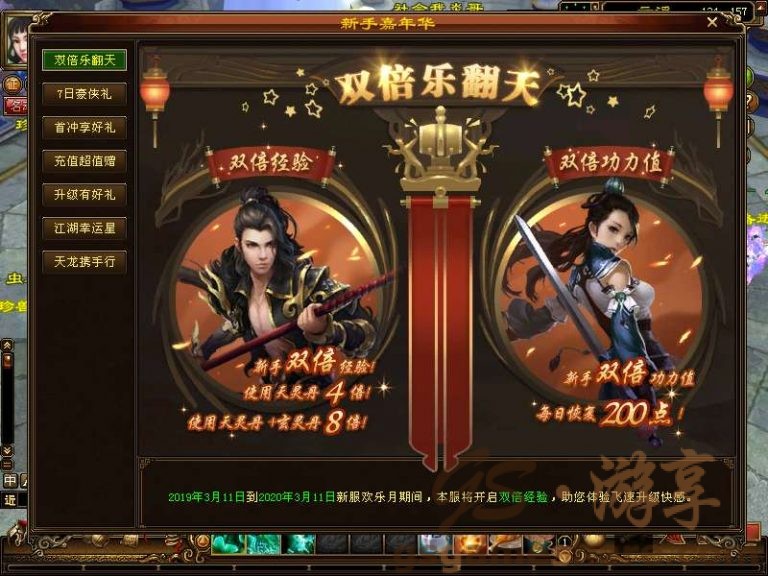 新手嘉年华
双倍乐翻天
7日豪侠礼
首冲享好礼
充值超值赠
升级有好礼
江湖幸运星
天龙携手行
双倍乐翻天
双倍经验
双倍功力值
新手双倍经验!
使用天灵丹4倍!
使用天灵丹+玄灵丹8倍!
新手双倍功力值
每日恢复200点!
2019年3月11日到2020年3月11日新服欢乐月期间，本服将开启双倍经验，助您体验飞速升级快感。
游享